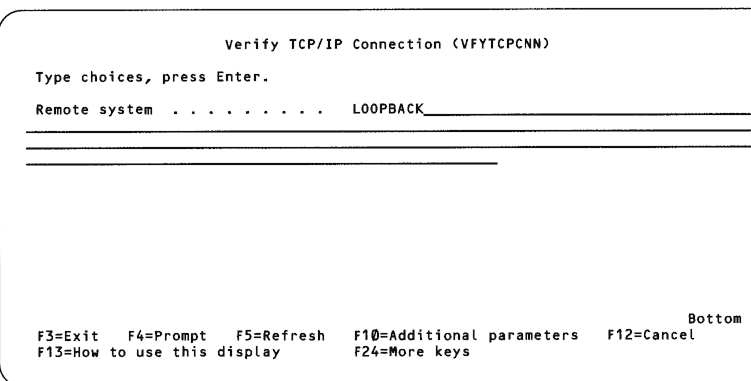 Verify TCP/IP Connection (VFYTCPCNN)
Type choices, press Enter.
Remote system . . . . . . . . . LOOPBACK
Bottom
F3=Exit F4=Prompt F5=Refresh F10=Additional parameters F12=Cancel
F13=How to use this display F24=More keys